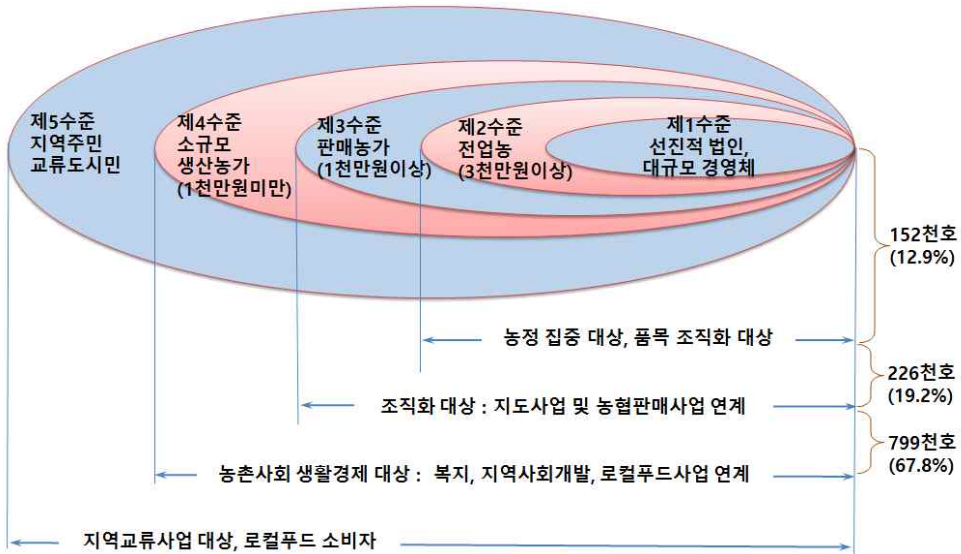 제5수준
지역주민
교류도시민
제4수준
소규모
생산농가
(1천만원미만)
제3수준
판매농가
(1천만원이상)
제2수준
전업농
(3천만원이상)
제1수준
선진적 법인,
대규모 경영체
152천호
(12.9%)
농정 집중 대상, 품목 조직화 대상
226천호
(19.2%)
조직화 대상 : 지도사업 및 농협판매사업 연계
799천호
(67.8%)
농촌사회 생활경제 대상 : 복지, 지역사회개발, 로컬푸드사업 연계
지역교류사업 대상, 로컬푸드 소비자